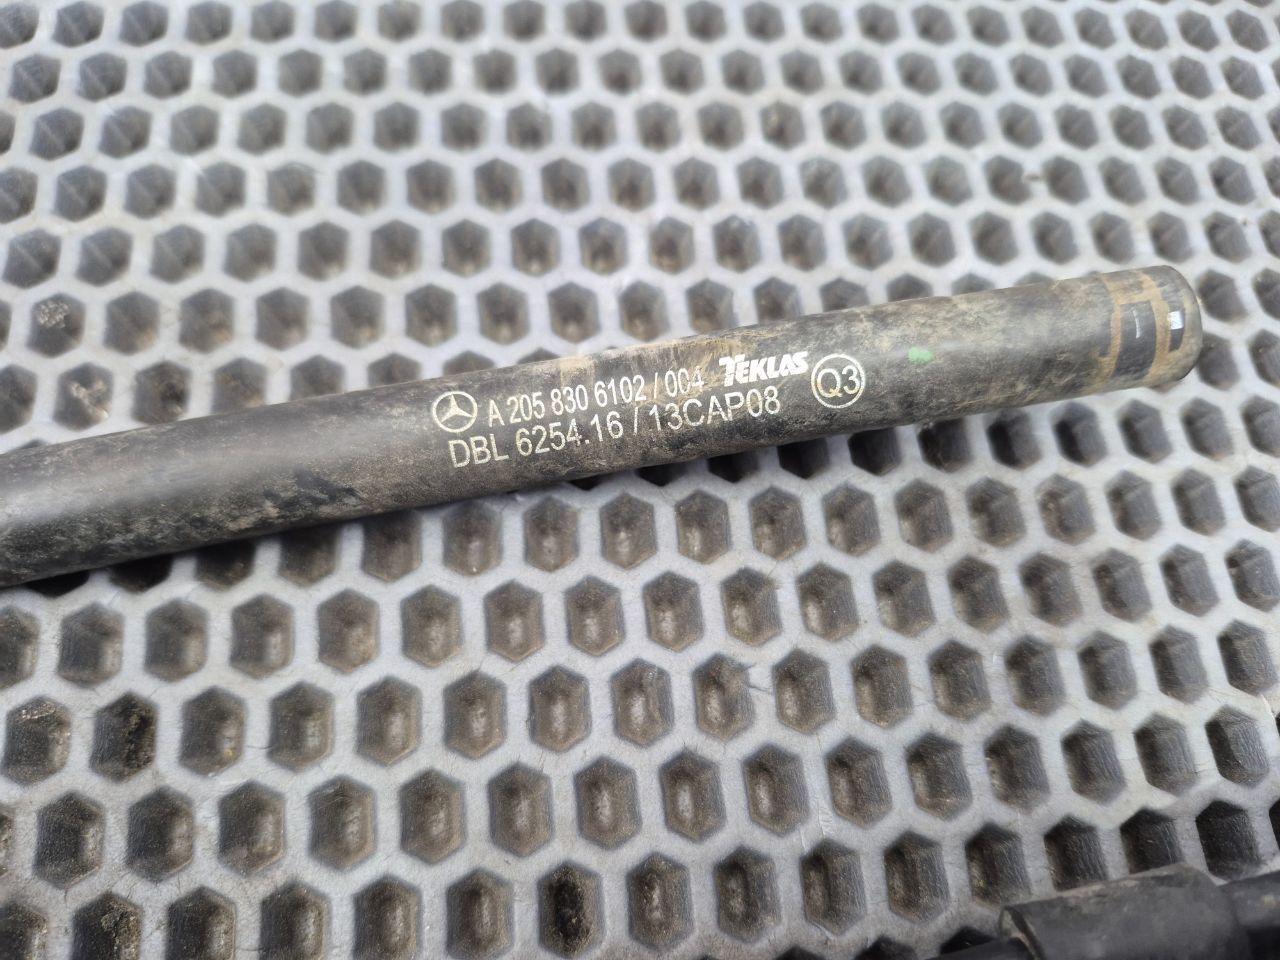 A 205 830 6102 / 004 TEKLAS
DBL 6254.16 / 13CAP08
Q3